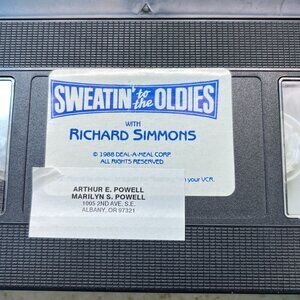 SWEATIN' to the OLDIES
WITH
RICHARD SIMMONS
© 1988 DEAL-A-MEAL CORP.
ALL RIGHTS RESERVED
your VCR.
ARTHUR E. POWELL
MARILYN S. POWELL
1005 2ND AVE. S.E.
ALBANY, OR 97321